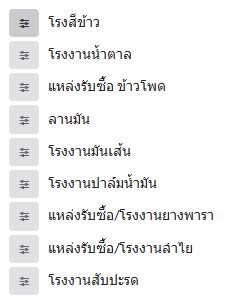 โรงสีข้าว
โรงงานน้ำตาล
แหล่งรับซื้อ ข้าวโพด
ลานมัน
โรงงานมันเส้น
โรงงานปาล์มน้ำมัน
แหล่งรับซื้อ/โรงงานยางพารา
แหล่งรับซื้อ/โรงงานลำไย
โรงงานสับปะรด